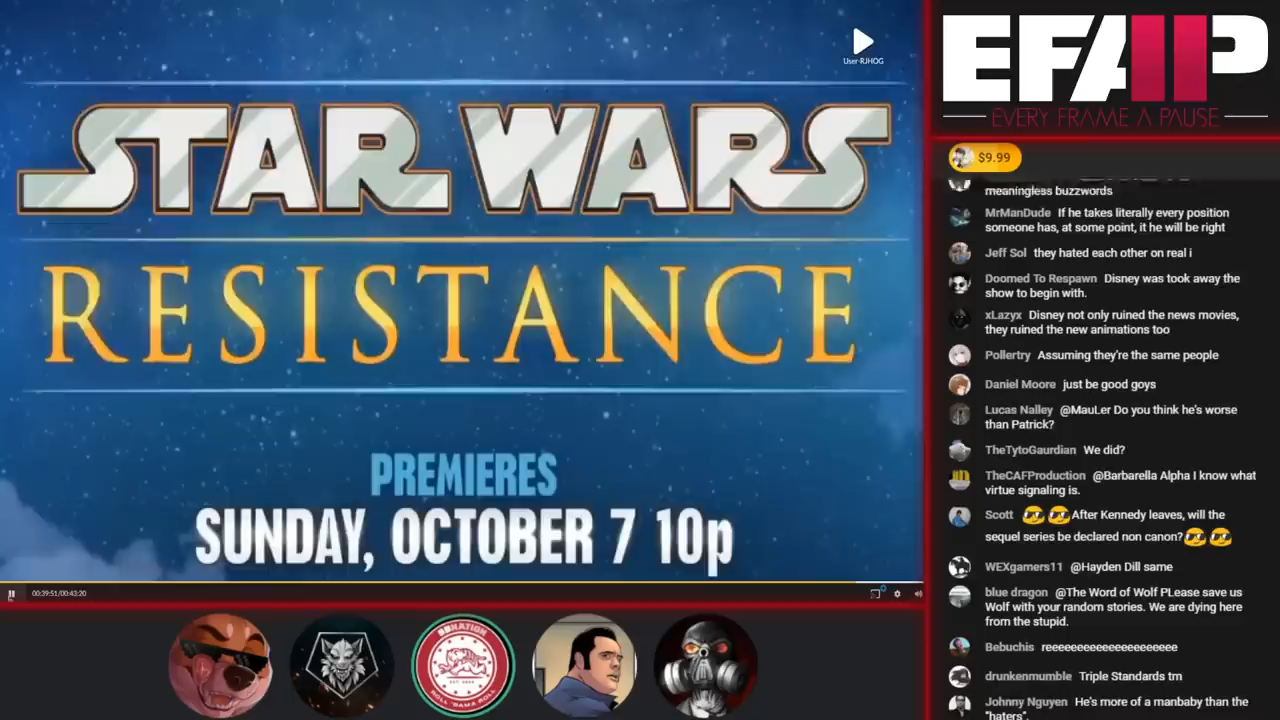 User-RJHOG
STAR WARS
RESISTANCE
PREMIERES
SUNDAY, OCTOBER 7 10p
00:39:51/00:43:20
EFAP
EVERY FRAME A PAUSE
$9.99
meaningless buzzwords
MrManDude If he takes literally every position
someone has, at some point, it he will be right
Jeff Sol they hated each other on real i
Doomed To Respawn Disney was took away the
show to begin with.
xLazyx Disney not only ruined the news movies,
they ruined the new animations too
Pollertry Assuming they're the same people
Daniel Moore just be good goys
Lucas Nalley @MauLer Do you think he's worse
than Patrick?
TheTytoGaurdian We did?
TheCAFProduction @Barbarella Alpha I know what
virtue signaling is.
Scott After Kennedy leaves, will the
sequel series be declared non canon?
WEXgamers11 @Hayden Dill same
blue dragon @The Word of Wolf PLease save us
Wolf with your random stories. We are dying here
from the stupid.
Bebuchis reeeeeeeeeeeeeeeeeeeee
drunkenmumble Triple Standards tm
Johnny Nguyen He's more of a manbaby than the
"haters".